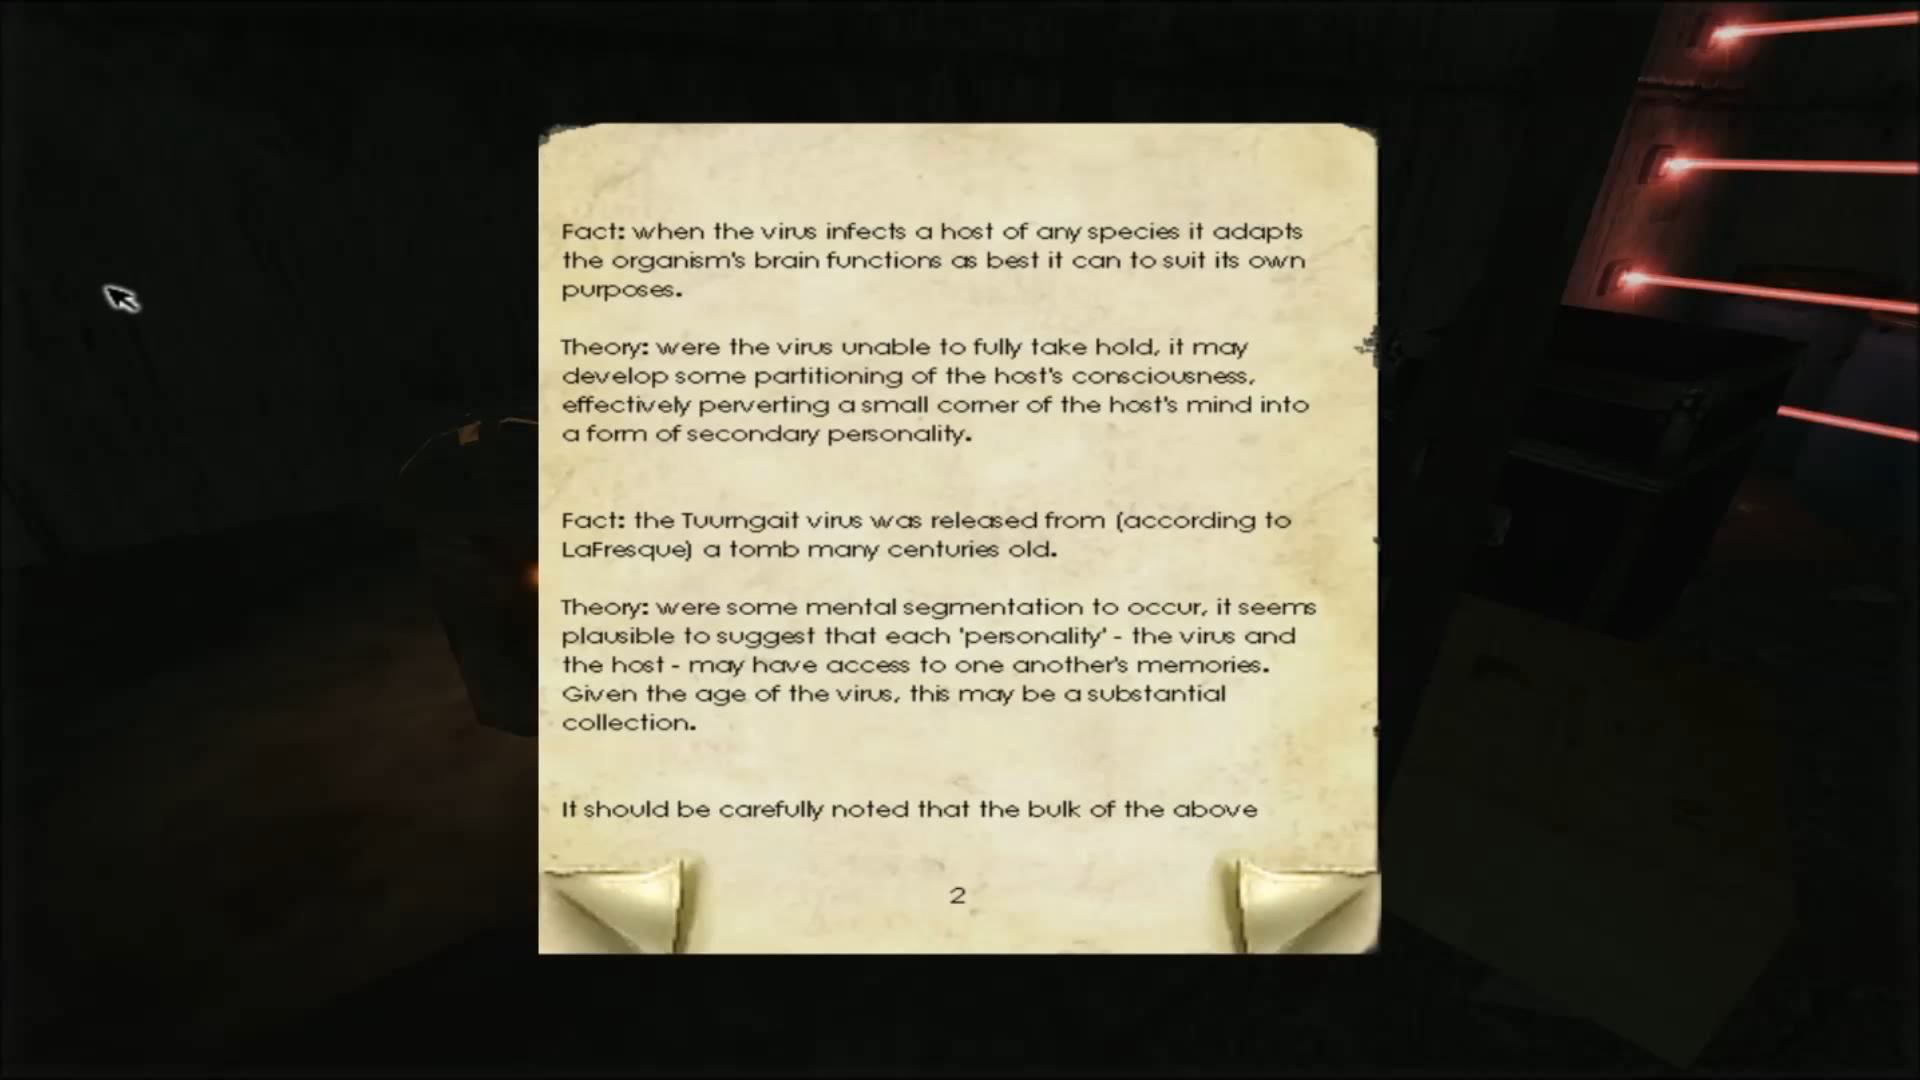 Fact: when the virus infects a host of any species it adapts
the organism's brain functions as best it can to suit its own
purposes.
Theory: were the virus unable to fully take hold, it may
develop some partitioning of the host's consciousness,
effectively perverting a small corner of the host's mind into
a form of secondary personality.
Fact: the Tuurngait virus was released from (according to
LaFresque) a tomb many centuries old.
Theory: were some mental segmentation to occur, it seems
plausible to suggest that each 'personality' - the virus and
the host - may have access to one another's memories.
Given the age of the virus, this may be a substantial
collection.
It should be carefully noted that the bulk of the above
2